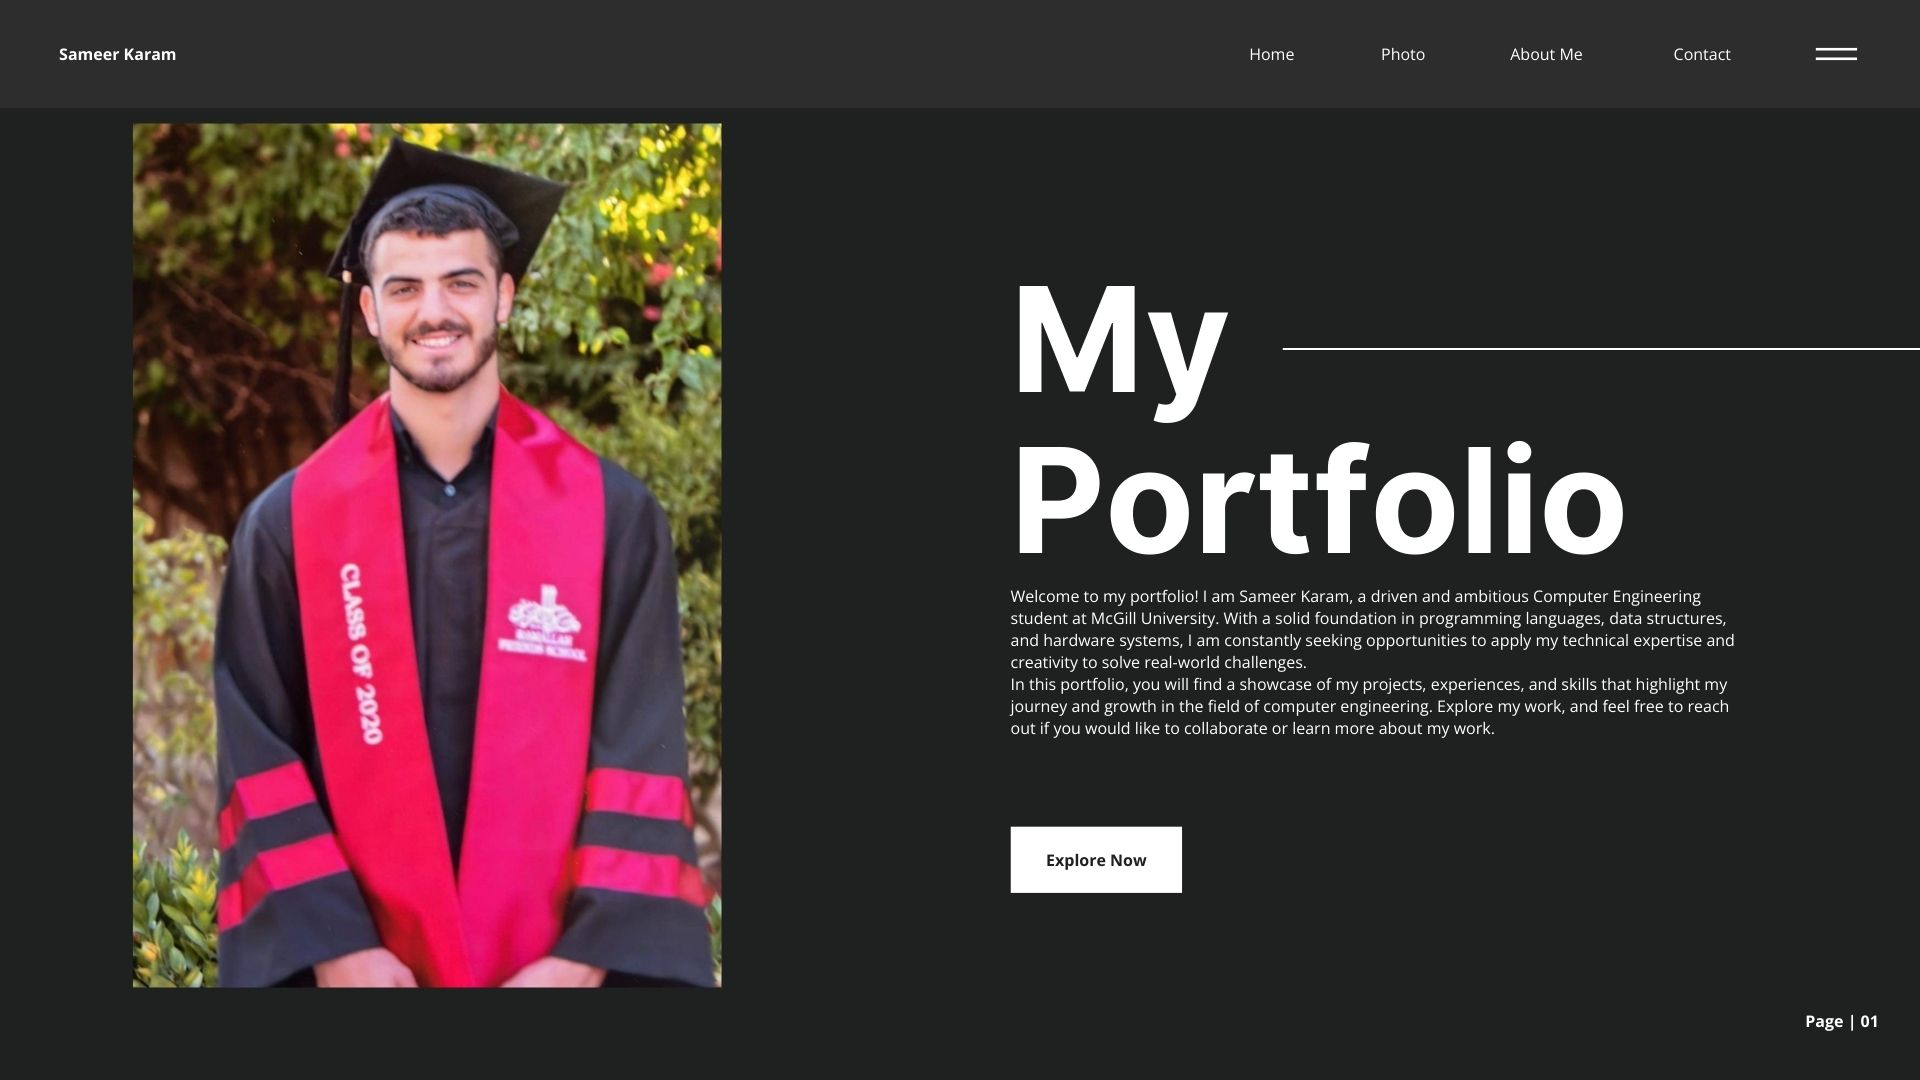 Sameer Karam
Home
Photo
About Me
Contact
CLASS OF 2020
RAMALLAH
FRIENDS SCHOOL
My
Portfolio
Welcome to my portfolio! I am Sameer Karam, a driven and ambitious Computer Engineering
student at McGill University. With a solid foundation in programming languages, data structures,
and hardware systems, I am constantly seeking opportunities to apply my technical expertise and
creativity to solve real-world challenges.
In this portfolio, you will find a showcase of my projects, experiences, and skills that highlight my
journey and growth in the field of computer engineering. Explore my work, and feel free to reach
out if you would like to collaborate or learn more about my work.
Explore Now
Page | 01